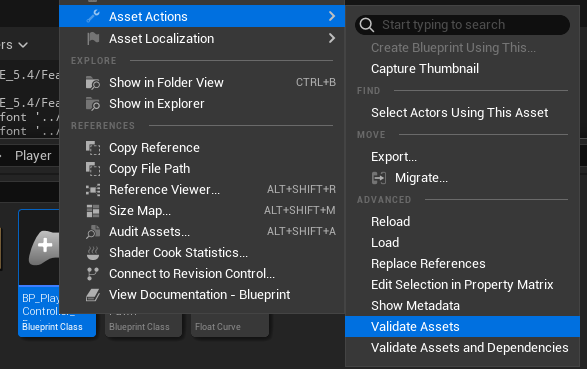 Asset Actions
Asset Localization
EXPLORE
Show in Folder View CTRL+B
Show in Explorer
REFERENCES
Copy Reference
Copy File Path
Reference Viewer... ALT+SHIFT+R
Size Map... ALT+SHIFT+M
Audit Assets... ALT+SHIFT+A
Shader Cook Statistics...
Connect to Revision Control...
View Documentation - Blueprint
Start typing to search
Create Blueprint Using This...
Capture Thumbnail
FIND
Select Actors Using This Asset
MOVE
Export...
Migrate...
ADVANCED
Reload
Load
Replace References
Edit Selection in Property Matrix
Show Metadata
Validate Assets
Validate Assets and Dependencies
ers
E_5.4/Fea
E_5.4/Fea
font '../
font '../
Player
BP_Play
Blueprint Class
Blueprint Class
Float Curve